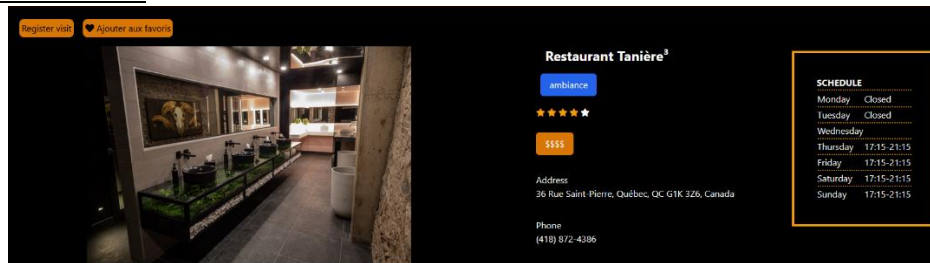 Register visit
Ajouter aux favoris
Restaurant Tanière³
ambiance
$$$$
Address
36 Rue Saint-Pierre, Québec, QC G1K 3Z6, Canada
Phone
(418) 872-4386
SCHEDULE
Monday Closed
Tuesday Closed
Wednesday
Thursday 17:15-21:15
Friday 17:15-21:15
Saturday 17:15-21:15
Sunday 17:15-21:15